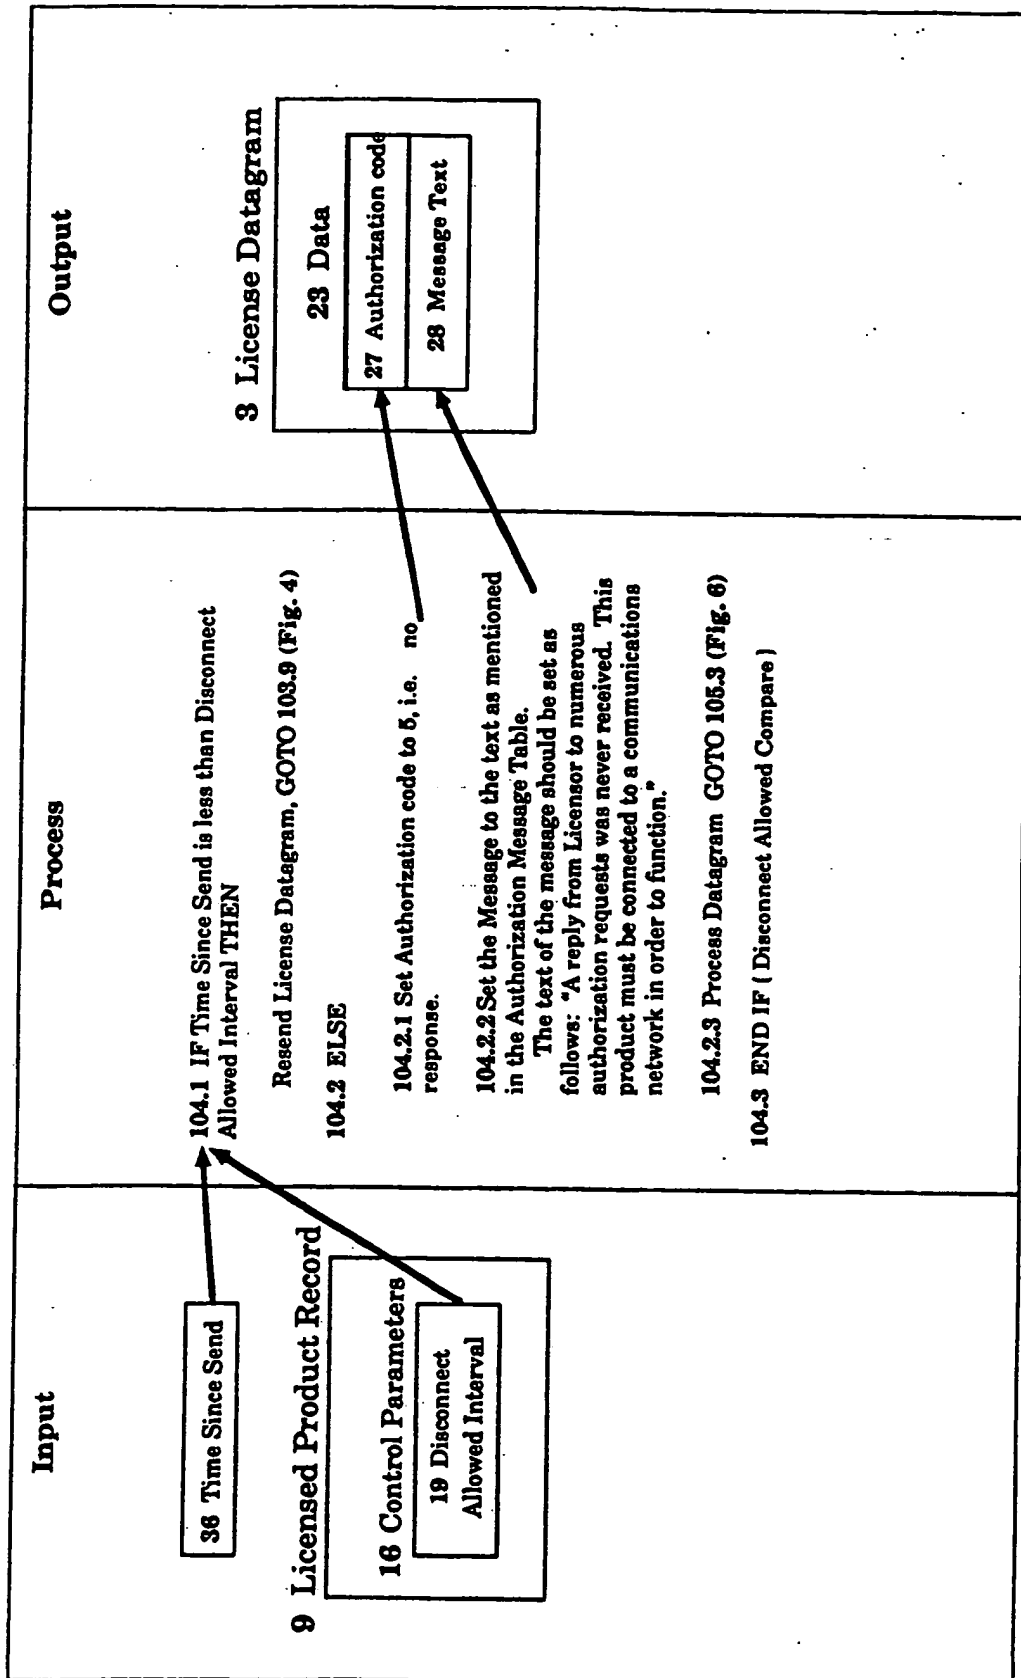 Input
36 Time Since Send
9 Licensed Product Record
16 Control Parameters
19 Disconnect
Allowed Interval
Process
104.1 IF Time Since Send is less than Disconnect
Allowed Interval THEN
Resend License Datagram, GOTO 103.9 (Fig. 4)
104.2 ELSE
104.2.1 Set Authorization code to 5, i.e. no
response.
104.2.2 Set the Message to the text as mentioned
in the Authorization Message Table.
The text of the message should be set as
follows: "A reply from Licensor to numerous
authorization requests was never received. This
product must be connected to a communications
network in order to function."
104.2.3 Process Datagram GOTO 105.3 (Fig. 6)
104.3 END IF ( Disconnect Allowed Compare )
Output
3 License Datagram
23 Data
27 Authorization code
28 Message Text